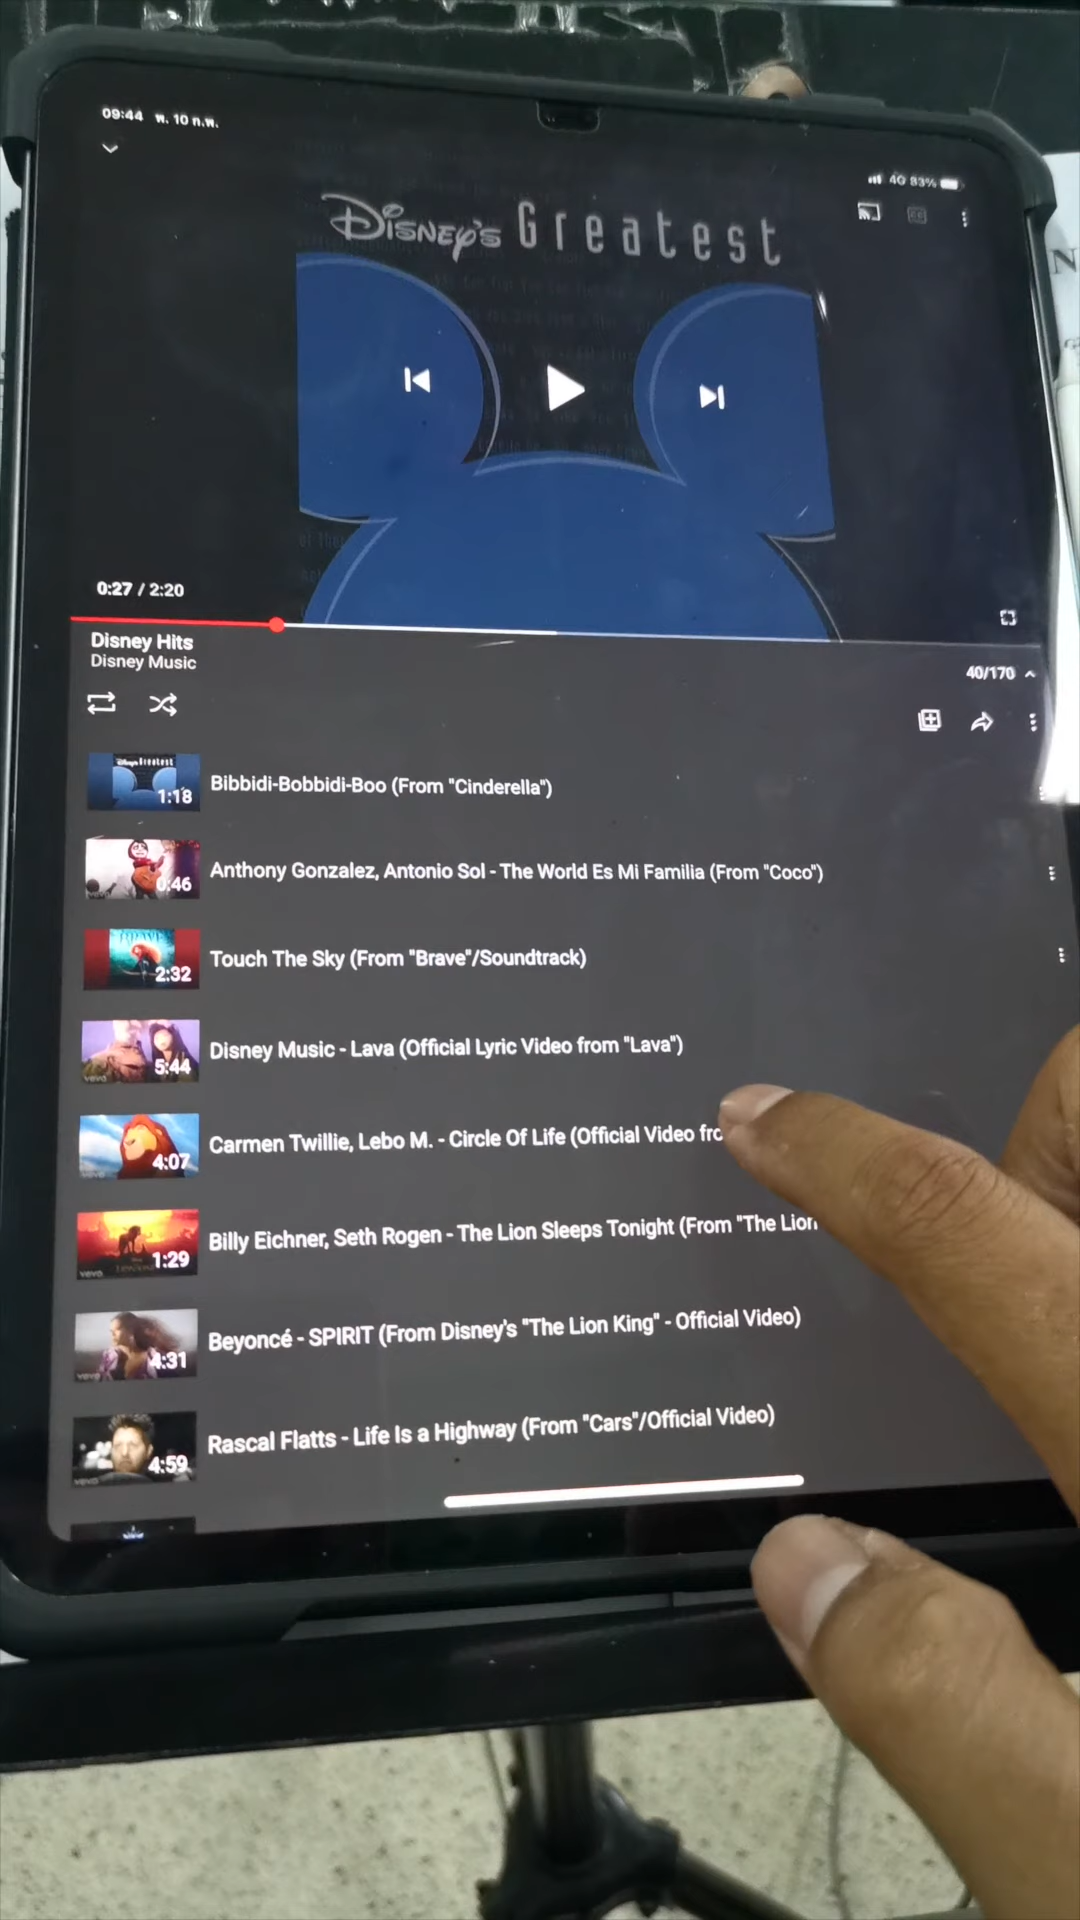 09:44 พ. 10 ก.พ.
4G 83%
DISNEY'S Greatest
0:27 / 2:20
Disney Hits
Disney Music
40/170
1:18
Bibbidi-Bobbidi-Boo (From "Cinderella")
0:46
Anthony Gonzalez, Antonio Sol - The World Es Mi Familia (From "Coco")
2:32
Touch The Sky (From "Brave"/Soundtrack)
5:44
vevo
Disney Music - Lava (Official Lyric Video from "Lava")
4:07
Carmen Twillie, Lebo M. - Circle Of Life (Official Video
1:29
vevo
Billy Eichner, Seth Rogen - The Lion Sleeps Tonight (From "The Lion
4:31
vevo
Beyoncé - SPIRIT (From Disney's "The Lion King" - Official Video)
4:59
vevo
Rascal Flatts - Life Is a Highway (From "Cars"/Official Video)